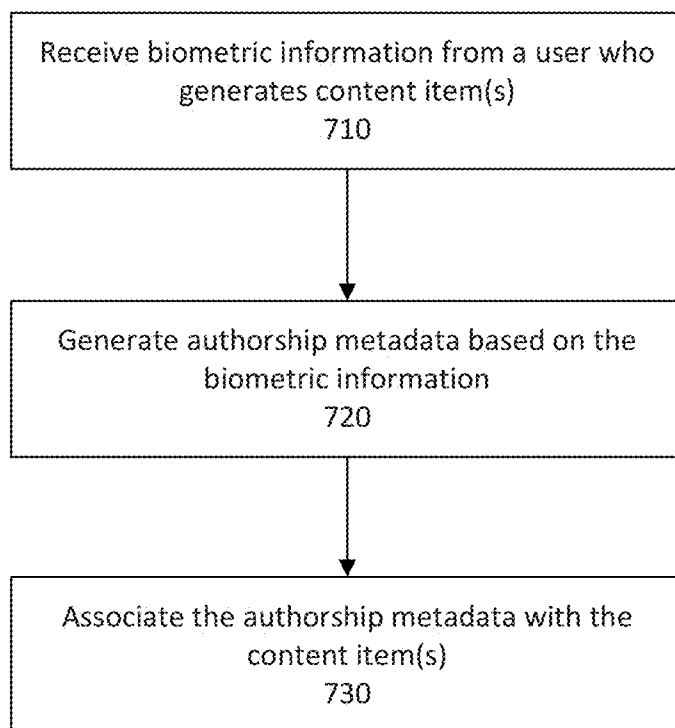 Receive biometric information from a user who
generates content item(s)
710
Generate authorship metadata based on the
biometric information
720
Associate the authorship metadata with the
content item(s)
730